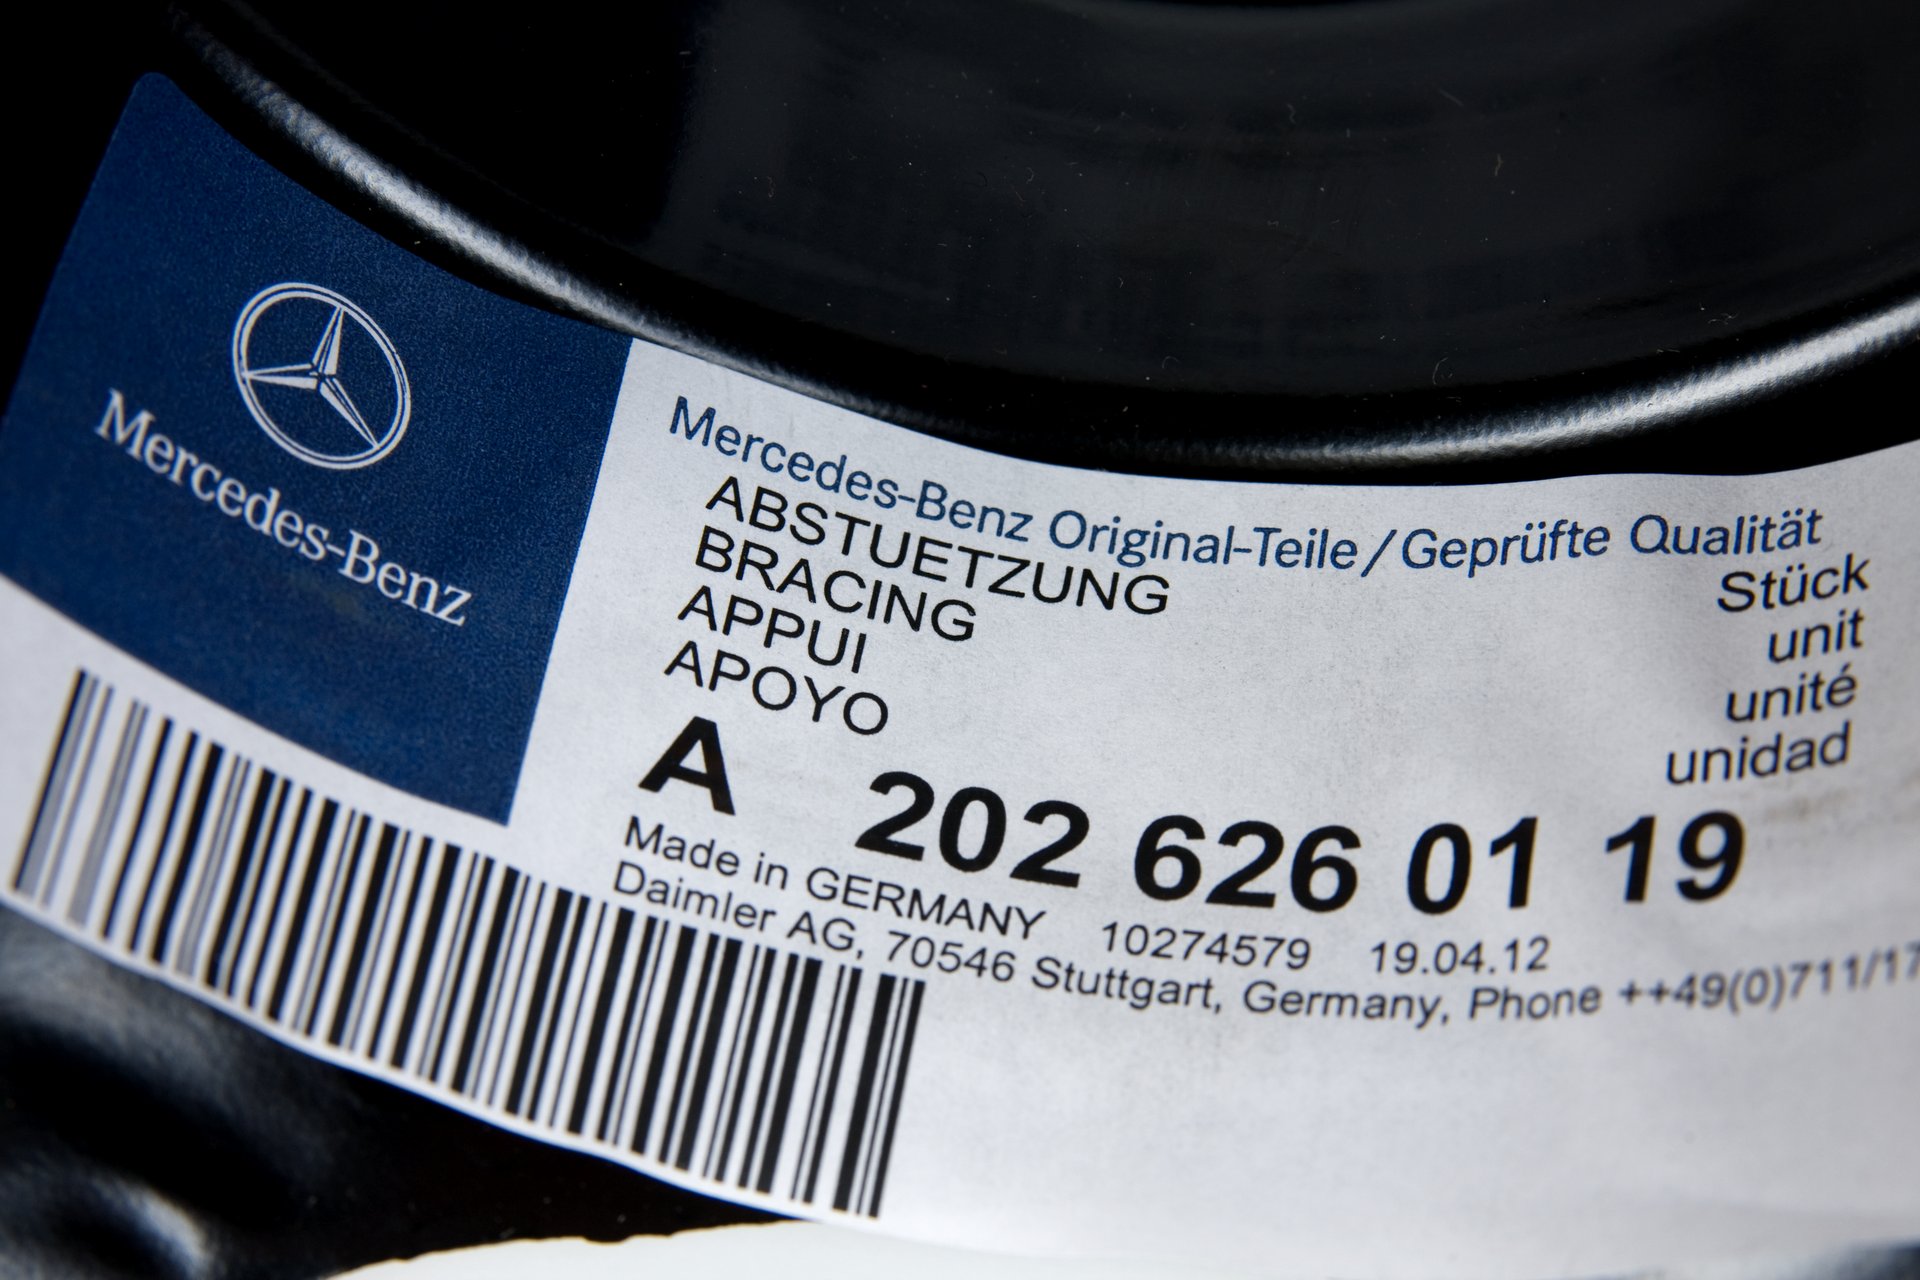 Mercedes-Benz
Mercedes-Benz Original-Teile/Geprüfte Qualität
ABSTUETZUNG
BRACING
APPUI
APOYO
Stück
unit
unité
unidad
A 202 626 01 19
Made in GERMANY 10274579 19.04.12
Daimler AG, 70546 Stuttgart, Germany, Phone ++49(0)711/17